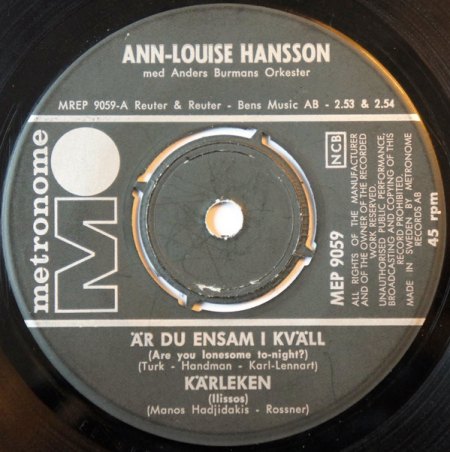 ANN-LOUISE HANSSON
med Anders Burmans Orkester
MREP 9059-A Reuter & Reuter - Bens Music AB - 2.53 & 2.54
metronome
M
NCB
ALL RIGHTS OF THE MANUFACTURER
AND OF THE OWNER OF THE RECORDED
WORK RESERVED.
UNAUTHORISED PUBLIC PERFORMANCE,
BROADCASTING AND COPYING OF THIS
RECORD PROHIBITED.
MADE IN SWEDEN BY METRONOME
RECORDS AB
MEP 9059
45 rpm
ÄR DU ENSAM I KVÄLL
(Are you lonesome to-night?)
(Turk - Handman - Karl-Lennart)
KÄRLEKEN
(Ilissos)
(Manos Hadjidakis - Rossner)